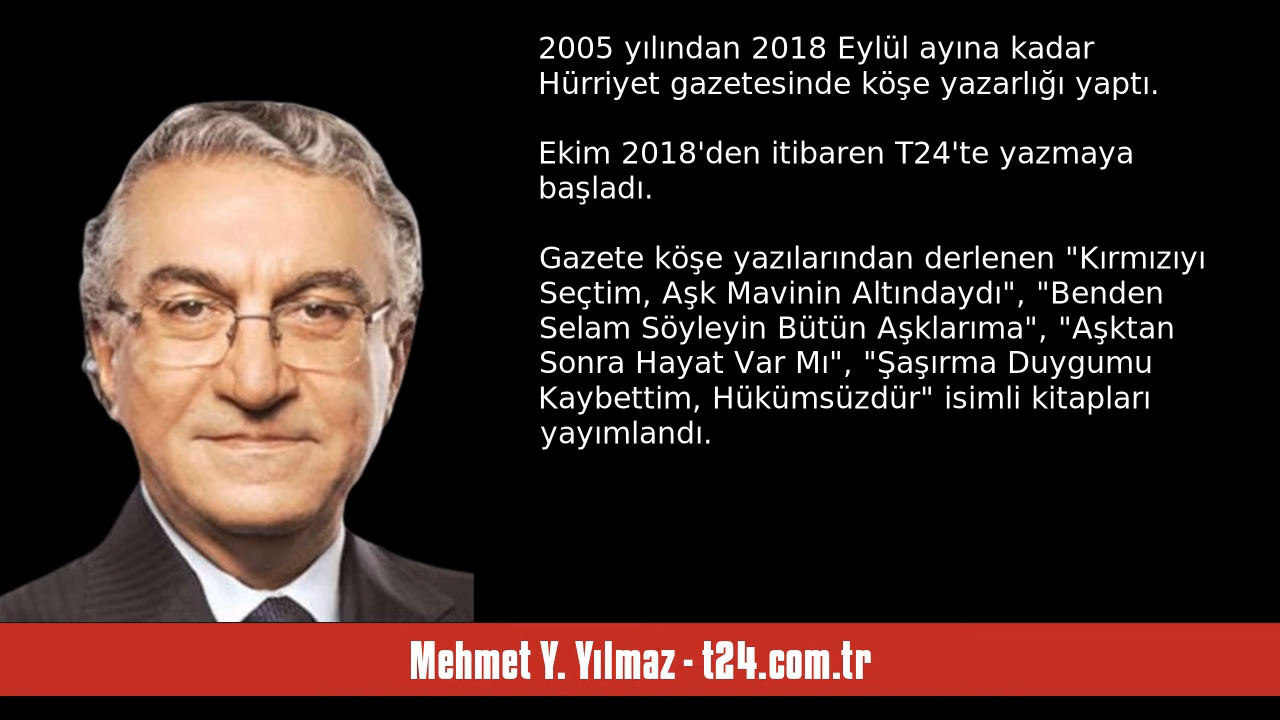 2005 yılından 2018 Eylül ayına kadar
Hürriyet gazetesinde köşe yazarlığı yaptı.
Ekim 2018'den itibaren T24'te yazmaya
başladı.
Gazete köşe yazılarından derlenen "Kırmızıyı
Seçtim, Aşk Mavinin Altındaydı", "Benden
Selam Söyleyin Bütün Aşklarıma", "Aşktan
Sonra Hayat Var Mı", "Şaşırma Duygumu
Kaybettim, Hükümsüzdür" isimli kitapları
yayımlandı.
Mehmet Y. Yılmaz - t24.com.tr